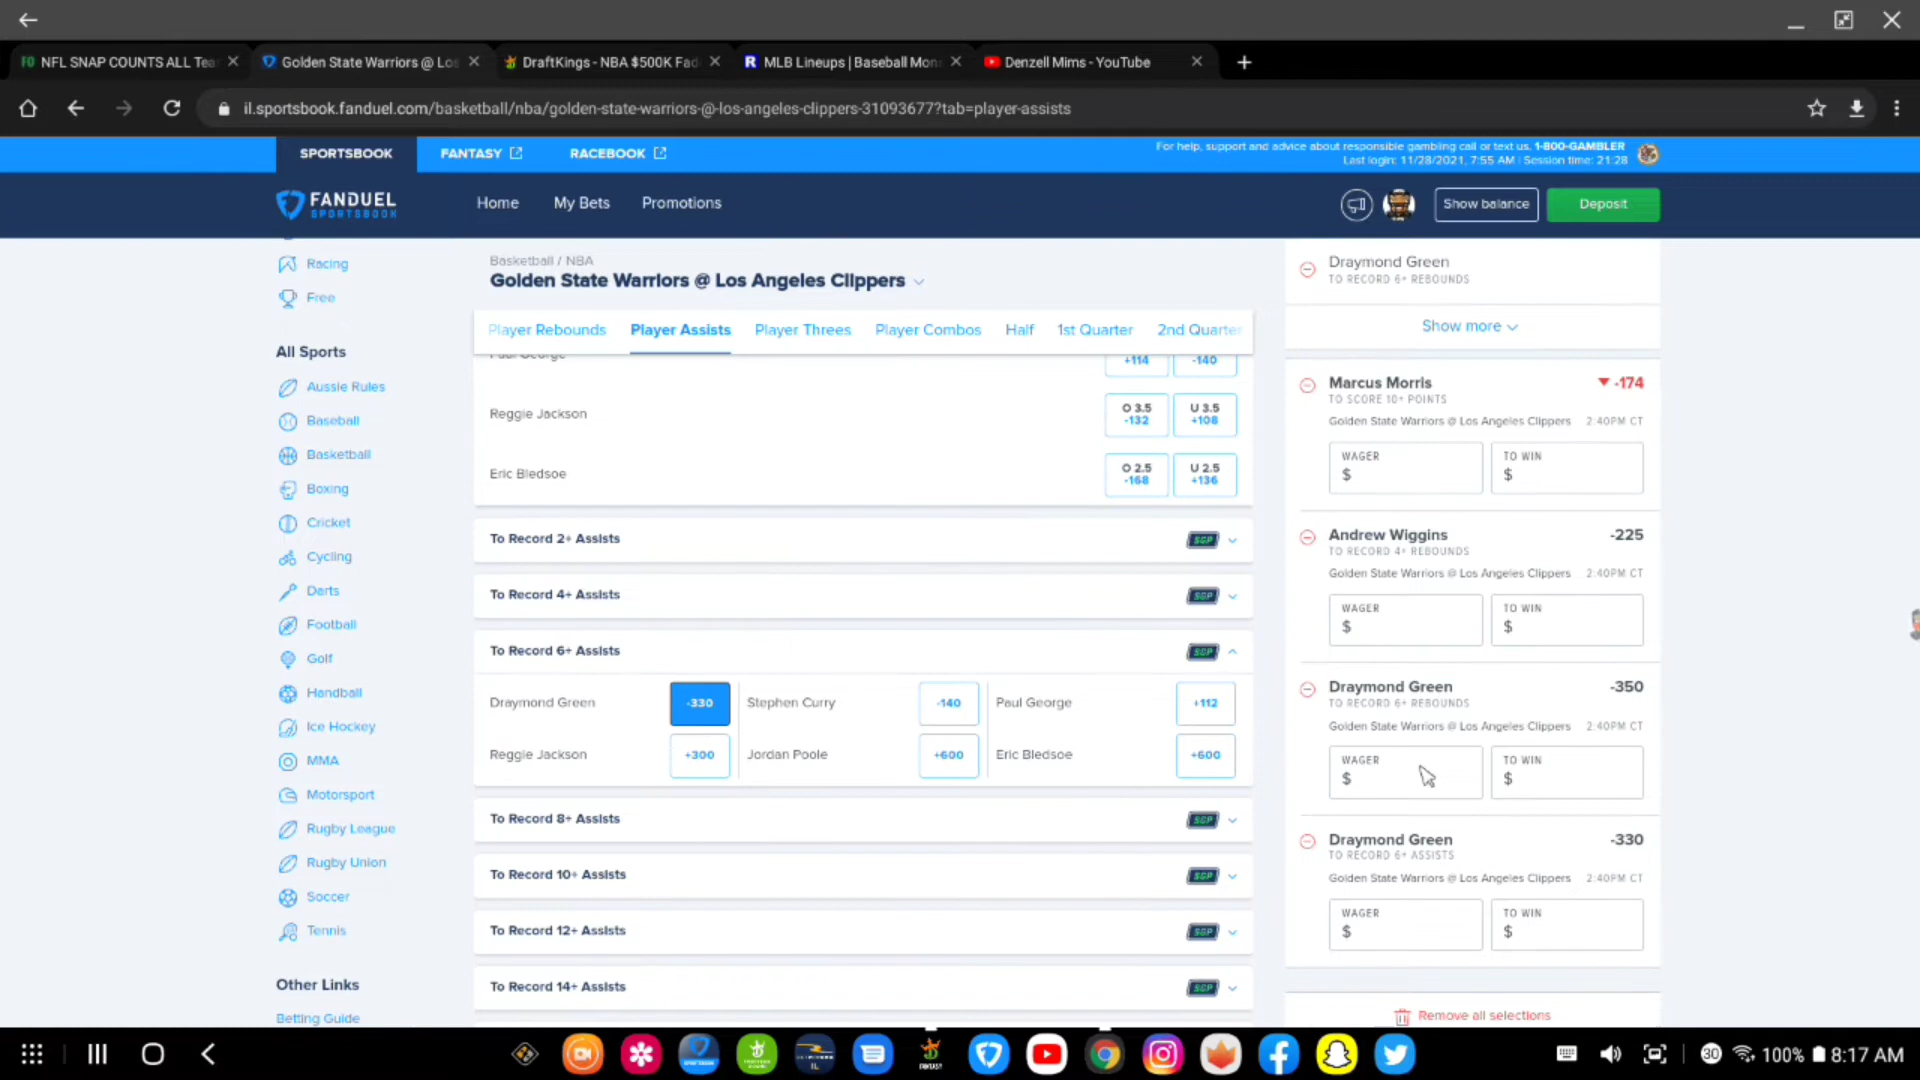 NFL SNAP COUNTS ALL Tea
Golden State Warriors @ Los
DraftKings - NBA $500K Fad
MLB Lineups | Baseball Mon
Denzell Mims - YouTube
il.sportsbook.fanduel.com/basketball/nba/golden-state-warriors-@-los-angeles-clippers-31093677?tab=player-assists
SPORTSBOOK
FANTASY
RACEBOOK
For help, support and advice about responsible gambling call or text us. 1-800-GAMBLER
Last login: 11/28/2021, 7:55 AM | Session time: 21:28
FANDUEL
SPORTSBOOK
Home
My Bets
Promotions
Show balance
Deposit
Racing
Free
All Sports
Aussie Rules
Baseball
Basketball
Boxing
Cricket
Cycling
Darts
Football
Golf
Handball
Ice Hockey
MMA
Motorsport
Rugby League
Rugby Union
Soccer
Tennis
Other Links
Betting Guide
Basketball / NBA
Golden State Warriors @ Los Angeles Clippers
Player Rebounds
Player Assists
Player Threes
Player Combos
Half
1st Quarter
2nd Quarter
Paul George
+114
-140
Reggie Jackson
O 3.5
-132
U 3.5
+108
Eric Bledsoe
O 2.5
-168
U 2.5
+136
To Record 2+ Assists
SGP
To Record 4+ Assists
SGP
To Record 6+ Assists
SGP
Draymond Green
-330
Stephen Curry
-140
Paul George
+112
Reggie Jackson
+300
Jordan Poole
+600
Eric Bledsoe
+600
To Record 8+ Assists
SGP
To Record 10+ Assists
SGP
To Record 12+ Assists
SGP
To Record 14+ Assists
SGP
Draymond Green
TO RECORD 6+ REBOUNDS
Show more
Marcus Morris
-174
TO SCORE 10+ POINTS
Golden State Warriors @ Los Angeles Clippers
2:40PM CT
WAGER
$
TO WIN
$
Andrew Wiggins
-225
TO RECORD 4+ REBOUNDS
Golden State Warriors @ Los Angeles Clippers
2:40PM CT
WAGER
$
TO WIN
$
Draymond Green
-350
TO RECORD 6+ REBOUNDS
Golden State Warriors @ Los Angeles Clippers
2:40PM CT
WAGER
$
TO WIN
$
Draymond Green
-330
TO RECORD 6+ ASSISTS
Golden State Warriors @ Los Angeles Clippers
2:40PM CT
WAGER
$
TO WIN
$
Remove all selections
30
100%
8:17 AM